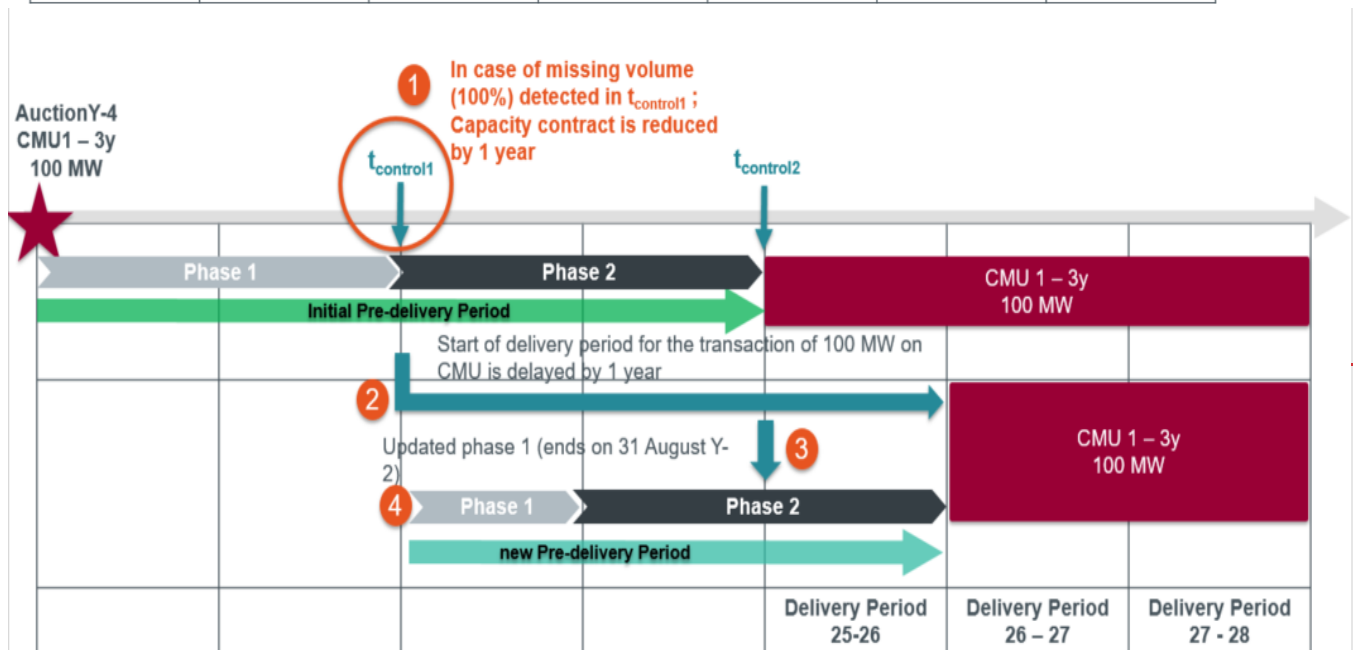 1
In case of missing volume
(100%) detected in tcontrol1 ;
Capacity contract is reduced
by 1 year
AuctionY-4
CMU1 – 3y
100 MW
tcontrol1
tcontrol2
Phase 1
Phase 2
CMU 1 – 3y
100 MW
Initial Pre-delivery Period
Start of delivery period for the transaction of 100 MW on
CMU is delayed by 1 year
2
Updated phase 1 (ends on 31 August Y-
2)
3
CMU 1 – 3y
100 MW
4
Phase 1
Phase 2
new Pre-delivery Period
Delivery Period
25-26
Delivery Period
26 – 27
Delivery Period
27 - 28